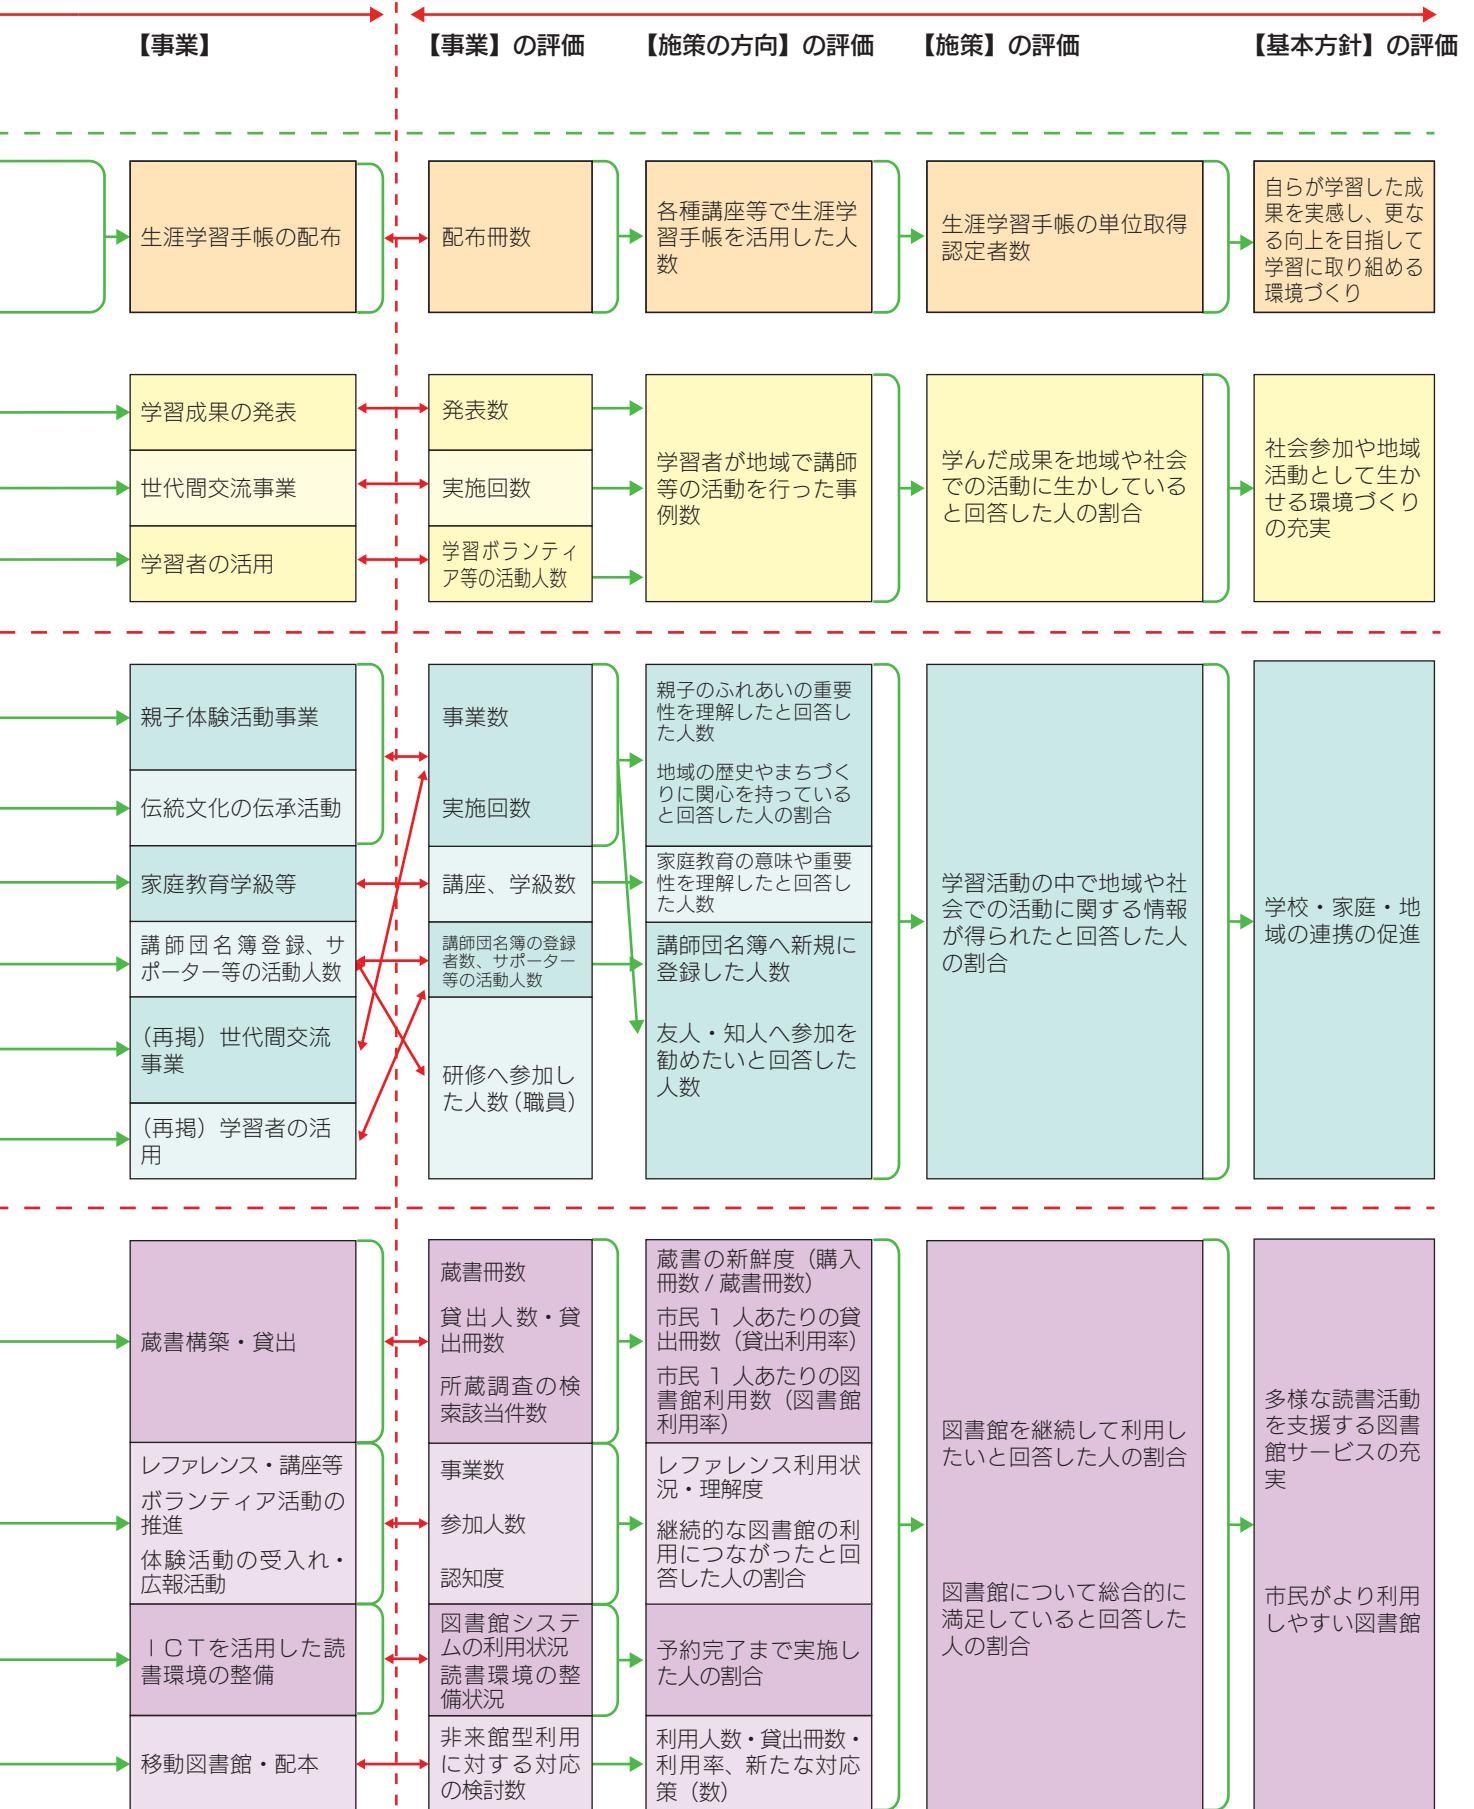 【事業】
【事業】の評価
【施策の方向】の評価
【施策】の評価
【基本方針】の評価
生涯学習手帳の配布
配布冊数
各種講座等で生涯学
習手帳を活用した人
数
生涯学習手帳の単位取得
認定者数
自らが学習した成
果を実感し、更な
る向上を目指して
学習に取り組める
環境づくり
学習成果の発表
世代間交流事業
学習者の活用
発表数
実施回数
学習ボランティ
ア等の活動人数
学習者が地域で講師
等の活動を行った事
例数
学んだ成果を地域や社会
での活動に生かしている
と回答した人の割合
社会参加や地域
活動として生か
せる環境づくり
の充実
親子体験活動事業
伝統文化の伝承活動
家庭教育学級等
講師団名簿登録、サ
ポーター等の活動人数
（再掲）世代間交流
事業
（再掲）学習者の活
用
事業数
実施回数
講座、学級数
講師団名簿の登録
者数、サポーター
等の活動人数
研修へ参加し
た人数（職員）
親子のふれあいの重要
性を理解したと回答し
た人数
地域の歴史やまちづく
りに関心を持っている
と回答した人の割合
家庭教育の意味や重要
性を理解したと回答し
た人数
講師団名簿へ新規に
登録した人数
友人・知人へ参加を
勧めたいと回答した
人数
学習活動の中で地域や社
会での活動に関する情報
が得られたと回答した人
の割合
学校・家庭・地
域の連携の促進
蔵書構築・貸出
レファレンス・講座等
ボランティア活動の
推進
体験活動の受入れ・
広報活動
ＩＣＴを活用した読
書環境の整備
移動図書館・配本
蔵書冊数
貸出人数・貸
出冊数
所蔵調査の検
索該当件数
事業数
参加人数
認知度
図書館システ
ムの利用状況
読書環境の整
備状況
非来館型利用
に対する対応
の検討数
蔵書の新鮮度（購入
冊数 / 蔵書冊数）
市民 １ 人あたりの貸
出冊数（貸出利用率）
市民 １ 人あたりの図
書館利用数（図書館
利用率）
レファレンス利用状
況・理解度
継続的な図書館の利
用につながったと回
答した人の割合
予約完了まで実施し
た人の割合
利用人数・貸出冊数・
利用率、新たな対応
策（数）
図書館を継続して利用し
たいと回答した人の割合
図書館について総合的に
満足していると回答した
人の割合
多様な読書活動
を支援する図書
館サービスの充
実
市民がより利用
しやすい図書館